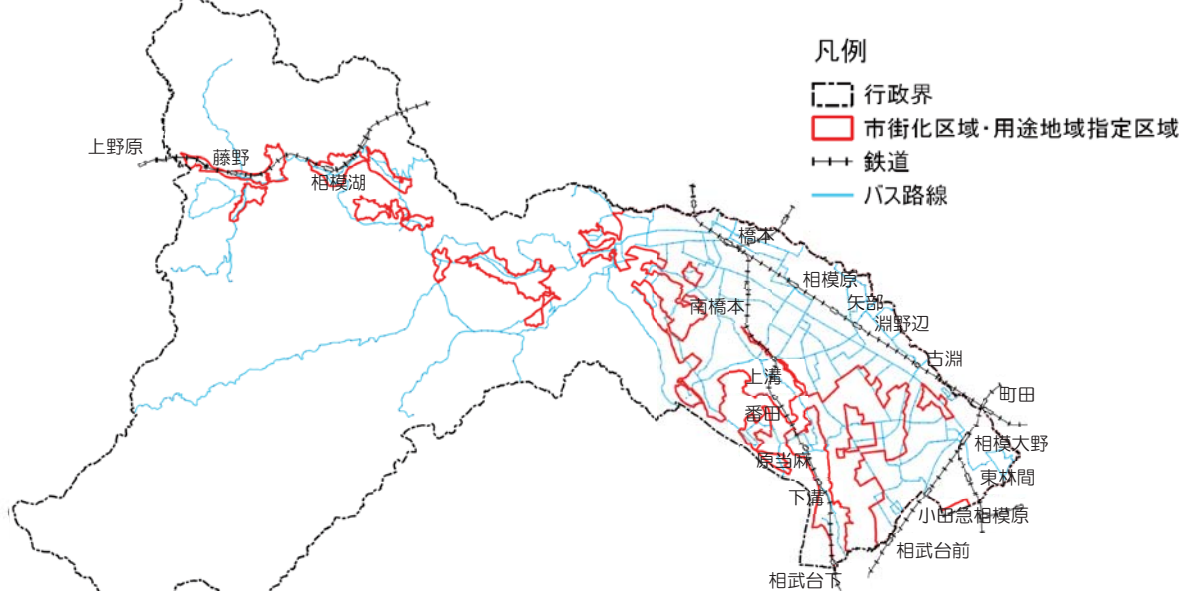 凡例
行政界
市街化区域・用途地域指定区域
鉄道
バス路線
上野原
藤野
相模湖
橋本
相模原
南橋本
矢部
淵野辺
古淵
上溝
町田
番田
相模大野
原当麻
東林間
下溝
小田急相模原
相武台前
相武台下